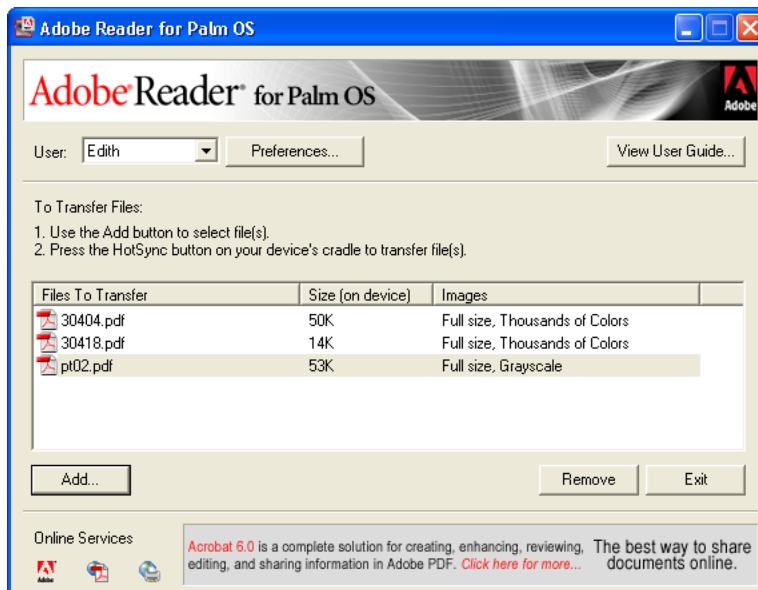 Adobe Reader for Palm OS
Adobe Reader for Palm OS
Adobe
User: Edith Preferences... View User Guide...
To Transfer Files:
1. Use the Add button to select file(s).
2. Press the HotSync button on your device's cradle to transfer file(s).
Files To Transfer Size (on device) Images
30404.pdf 50K Full size, Thousands of Colors
30418.pdf 14K Full size, Thousands of Colors
pt02.pdf 53K Full size, Grayscale
Add... Remove Exit
Online Services
Acrobat 6.0 is a complete solution for creating, enhancing, reviewing,
editing, and sharing information in Adobe PDF. Click here for more...
The best way to share
documents online.
Adobe